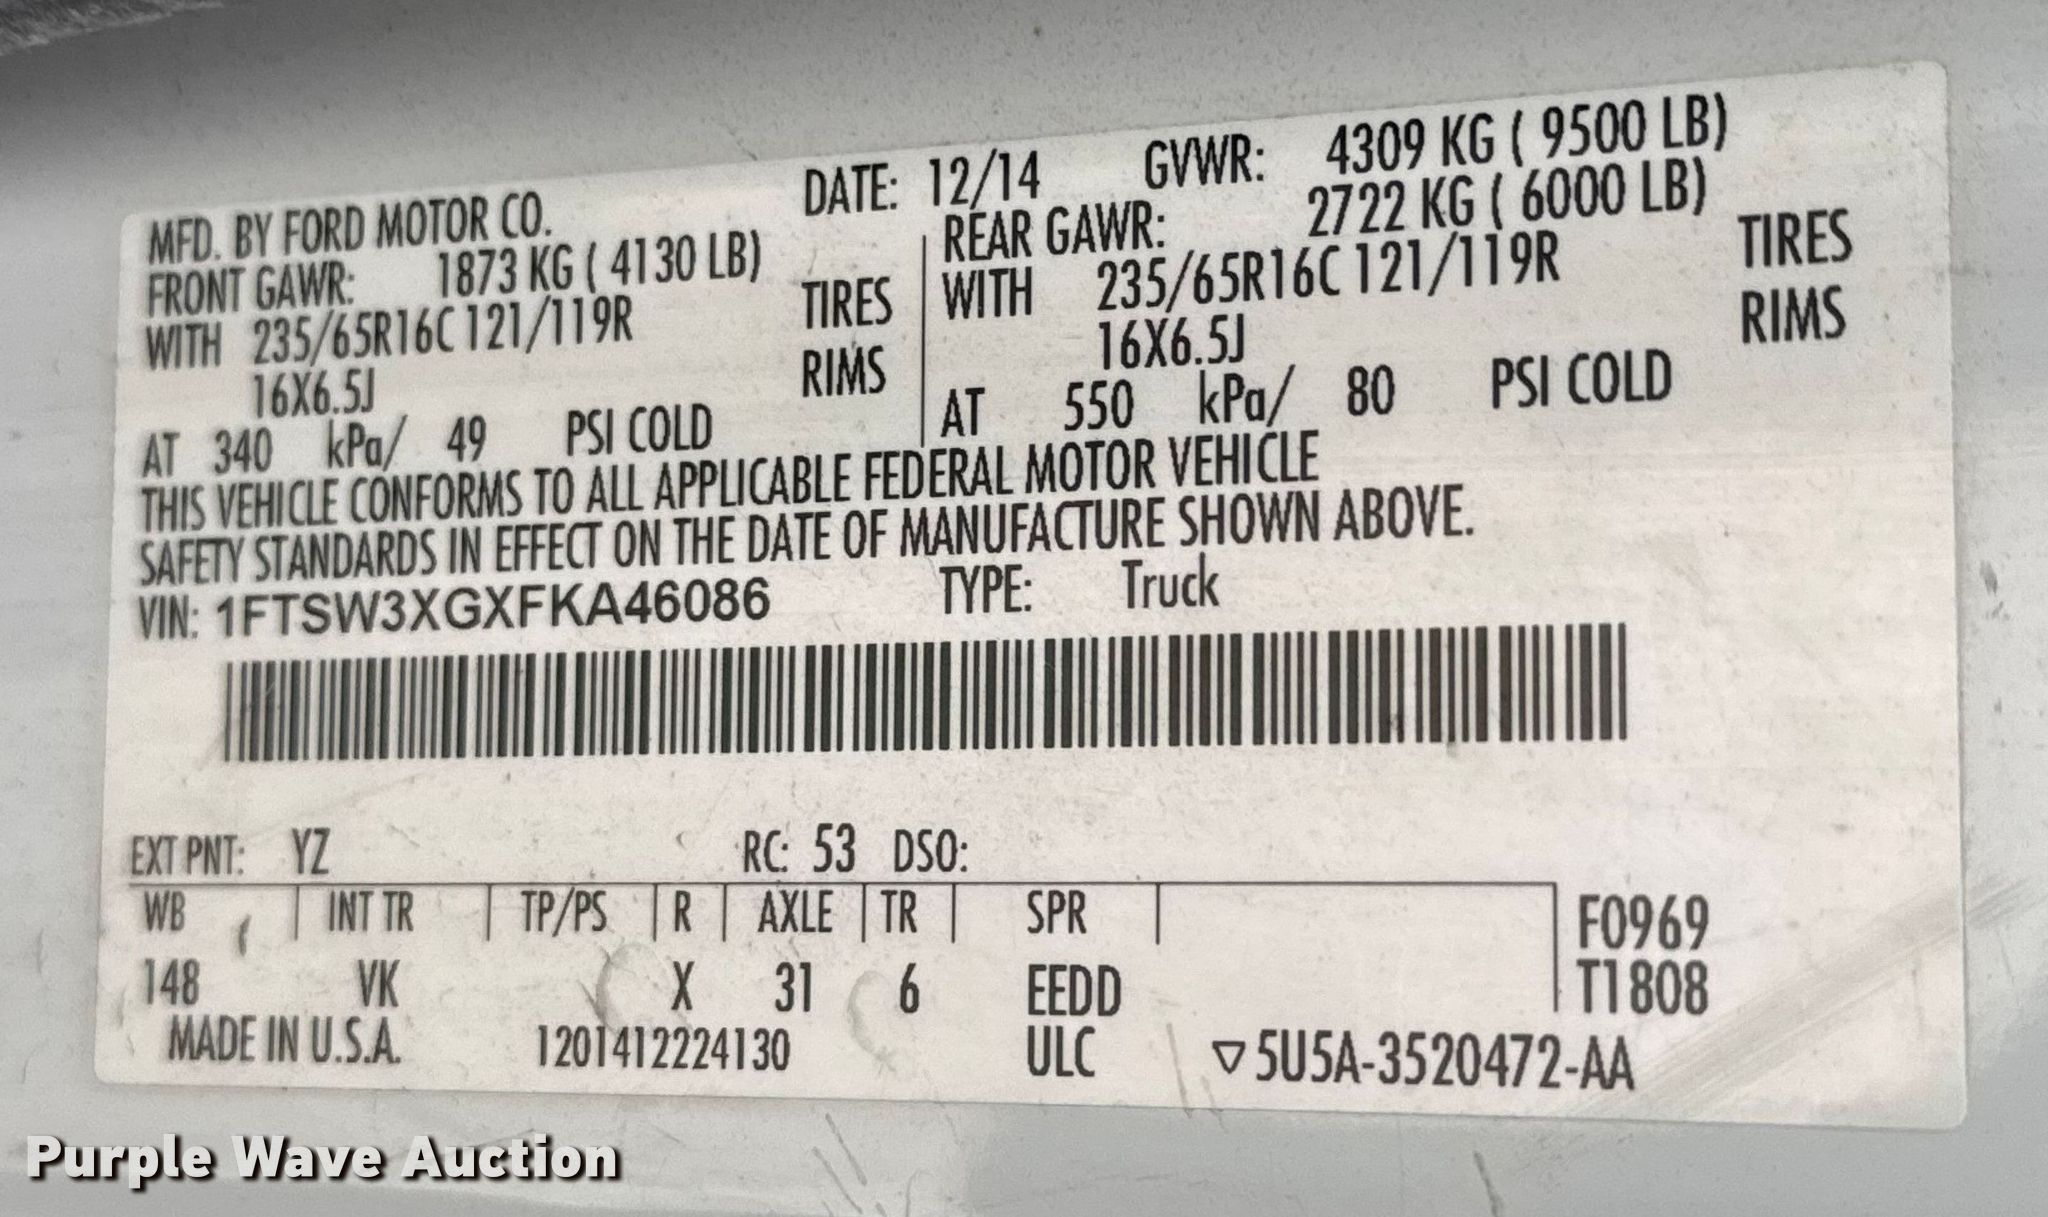 MFD. BY FORD MOTOR CO. DATE: 12/14 GVWR: 4309 KG ( 9500 LB)
FRONT GAWR: 1873 KG ( 4130 LB) REAR GAWR: 2722 KG ( 6000 LB)
WITH 235/65R16C 121/119R TIRES WITH 235/65R16C 121/119R TIRES
16X6.5J RIMS 16X6.5J RIMS
AT 340 kPa/ 49 PSI COLD AT 550 kPa/ 80 PSI COLD
THIS VEHICLE CONFORMS TO ALL APPLICABLE FEDERAL MOTOR VEHICLE
SAFETY STANDARDS IN EFFECT ON THE DATE OF MANUFACTURE SHOWN ABOVE.
VIN: 1FTSW3XGXFKA46086 TYPE: Truck
EXT PNT: YZ RC: 53 DSO:
WB INT TR TP/PS R AXLE TR SPR F0969
148 VK X 31 6 EEDD T1808
MADE IN U.S.A. 1201412224130 ULC ▽5U5A-3520472-AA
Purple Wave Auction